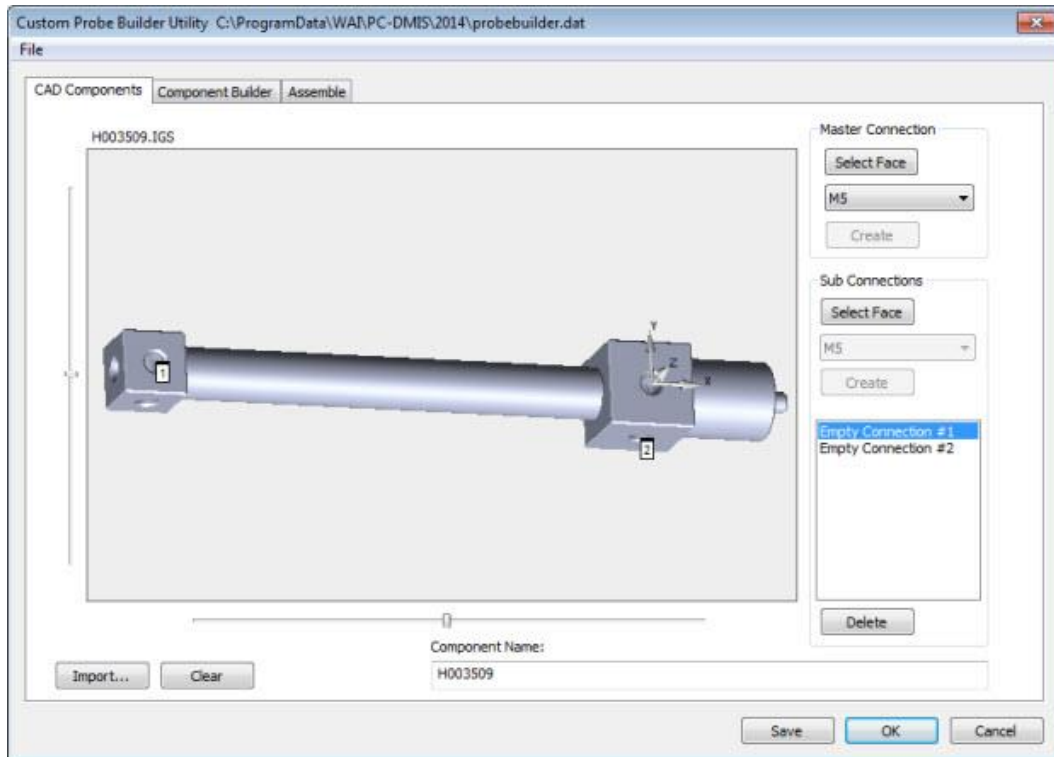 Custom Probe Builder Utility C:\ProgramData\WAI\PC-DMIS\2014\probebuilder.dat
File
CAD Components Component Builder Assemble
H003509.IGS
Master Connection
Select Face
M5
Create
Sub Connections
Select Face
M5
Create
Empty Connection #1
Empty Connection #2
Delete
Y
Z
X
1
2
Component Name:
H003509
Import... Clear
Save OK Cancel